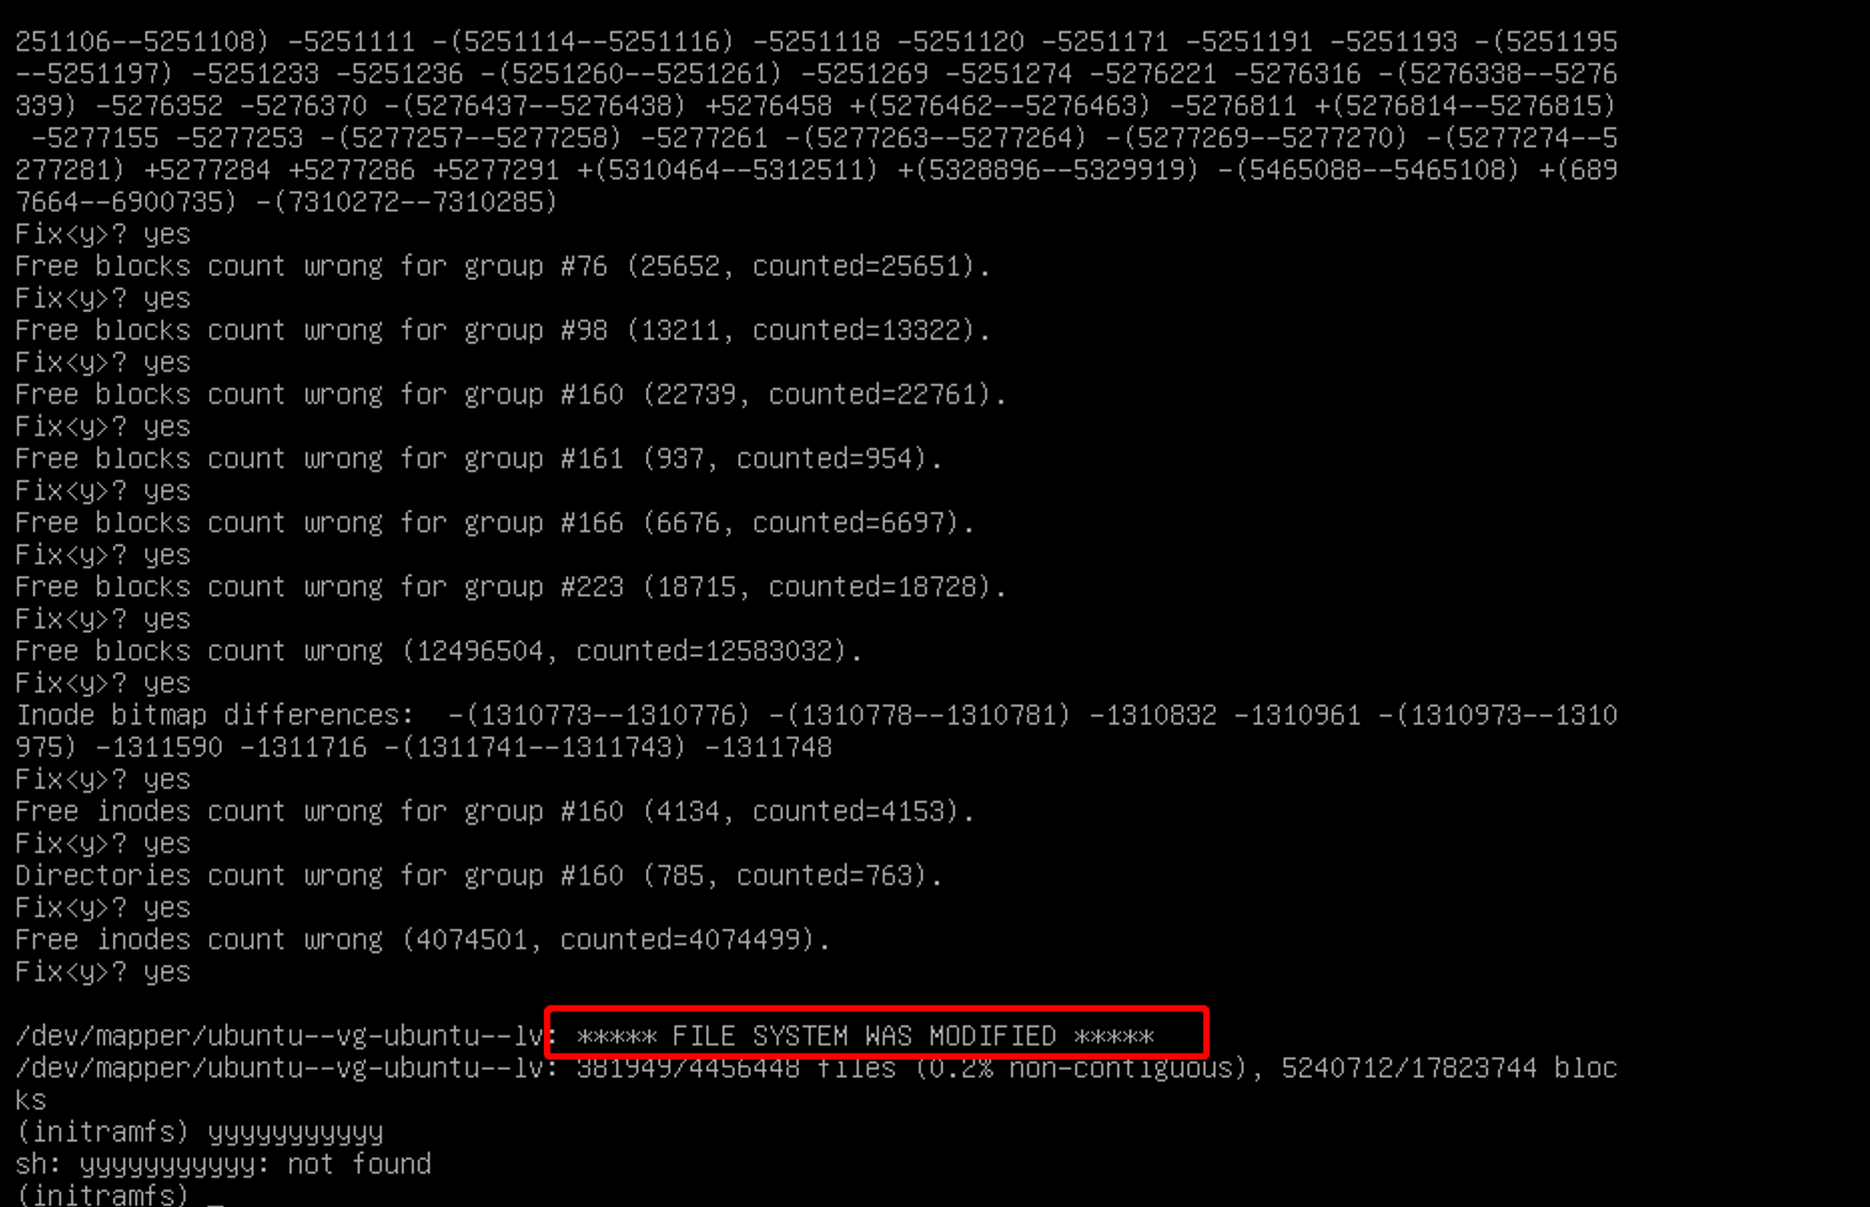 251106--5251108) -5251111 -(5251114--5251116) -5251118 -5251120 -5251171 -5251191 -5251193 -(5251195
--5251197) -5251233 -5251236 -(5251260--5251261) -5251269 -5251274 -5276221 -5276316 -(5276338--5276
339) -5276352 -5276370 -(5276437--5276438) +5276458 +(5276462--5276463) -5276811 +(5276814--5276815)
 -5277155 -5277253 -(5277257--5277258) -5277261 -(5277263--5277264) -(5277269--5277270) -(5277274--5
277281) +5277284 +5277286 +5277291 +(5310464--5312511) +(5328896--5329919) -(5465088--5465108) +(689
7664--6900735) -(7310272--7310285)
Fix<y>? yes
Free blocks count wrong for group #76 (25652, counted=25651).
Fix<y>? yes
Free blocks count wrong for group #98 (13211, counted=13322).
Fix<y>? yes
Free blocks count wrong for group #160 (22739, counted=22761).
Fix<y>? yes
Free blocks count wrong for group #161 (937, counted=954).
Fix<y>? yes
Free blocks count wrong for group #166 (6676, counted=6697).
Fix<y>? yes
Free blocks count wrong for group #223 (18715, counted=18728).
Fix<y>? yes
Free blocks count wrong (12496504, counted=12583032).
Fix<y>? yes
Inode bitmap differences:  -(1310773--1310776) -(1310778--1310781) -1310832 -1310961 -(1310973--1310
975) -1311590 -1311716 -(1311741--1311743) -1311748
Fix<y>? yes
Free inodes count wrong for group #160 (4134, counted=4153).
Fix<y>? yes
Directories count wrong for group #160 (785, counted=763).
Fix<y>? yes
Free inodes count wrong (4074501, counted=4074499).
Fix<y>? yes
/dev/mapper/ubuntu--vg-ubuntu--lv: ***** FILE SYSTEM WAS MODIFIED *****
/dev/mapper/ubuntu--vg-ubuntu--lv: 381949/4456448 files (0.2% non-contiguous), 5240712/17823744 bloc
ks
(initramfs) yyyyyyyyyyy
sh: yyyyyyyyyyy: not found
(initramfs) _